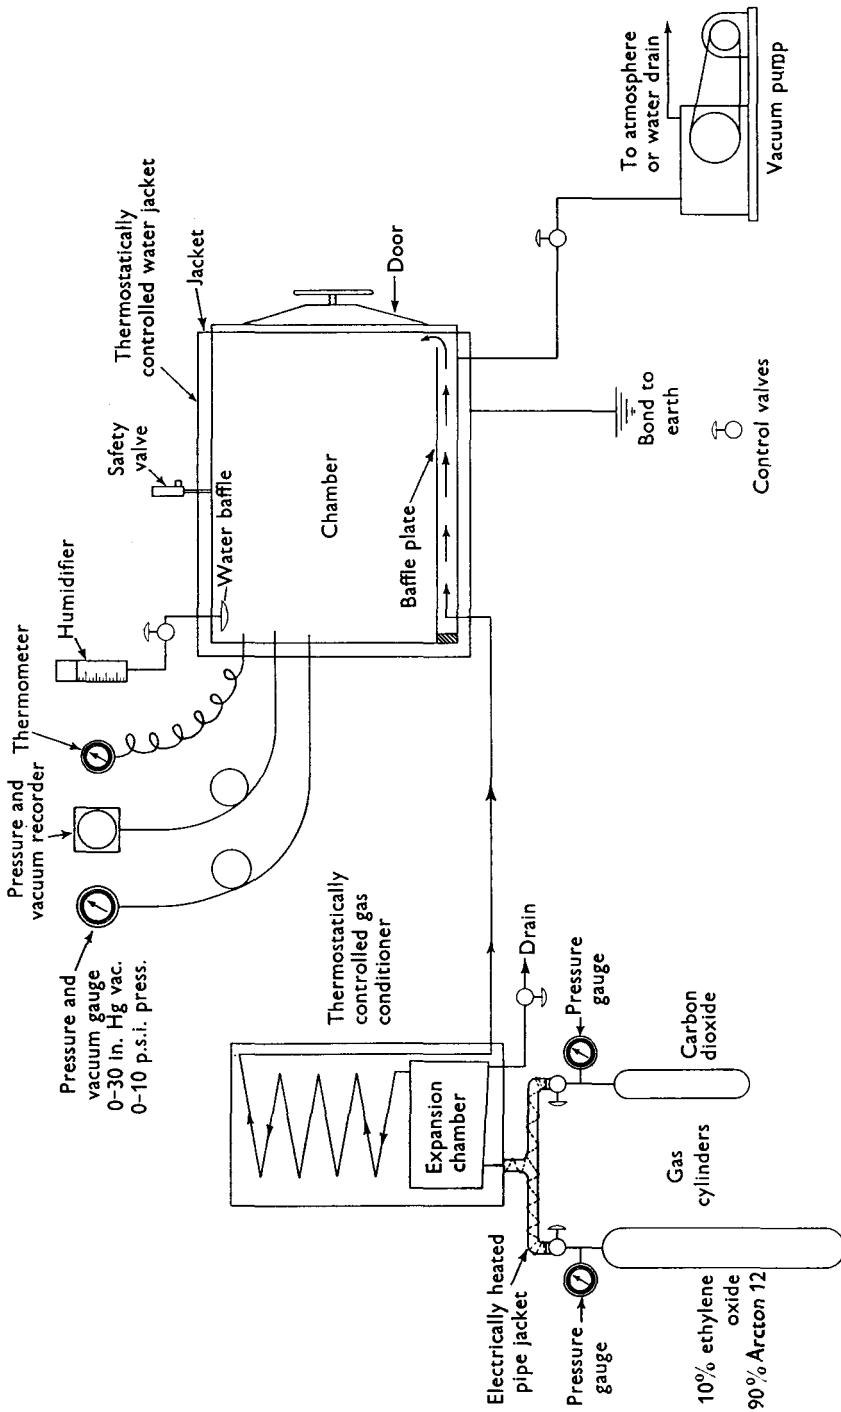 Pressure and
vacuum gauge
0–30 in. Hg vac.
0–10 p.s.i. press.
Pressure and
vacuum recorder
Thermometer
Humidifier
Safety
valve
Thermostatically
controlled water jacket
Jacket
Water baffle
Chamber
Baffle plate
Door
Thermostatically
controlled gas
conditioner
Expansion
chamber
Drain
Electrically heated
pipe jacket
Pressure
gauge
Pressure
gauge
10% ethylene
oxide
90% Arcton 12
Gas
cylinders
Carbon
dioxide
Bond to
earth
Control valves
To atmosphere
or water drain
Vacuum pump